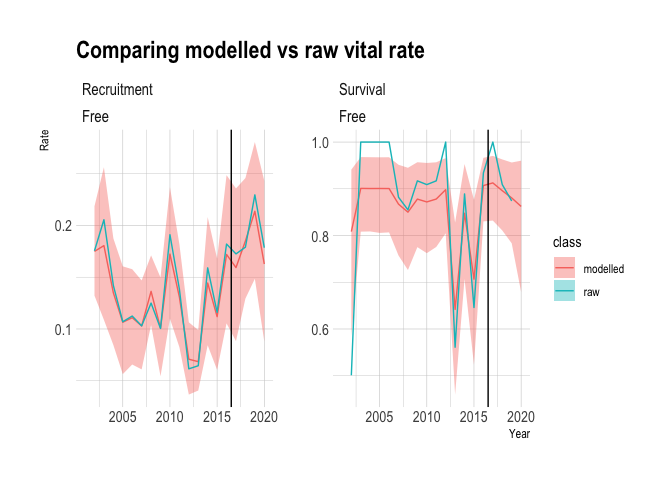 Comparing modelled vs raw vital rate
Recruitment
Free
Survival
Free
Rate
0.2
0.1
2005 2010 2015 2020
1.0
0.8
0.6
2005 2010 2015 2020
Year
class
modelled
raw